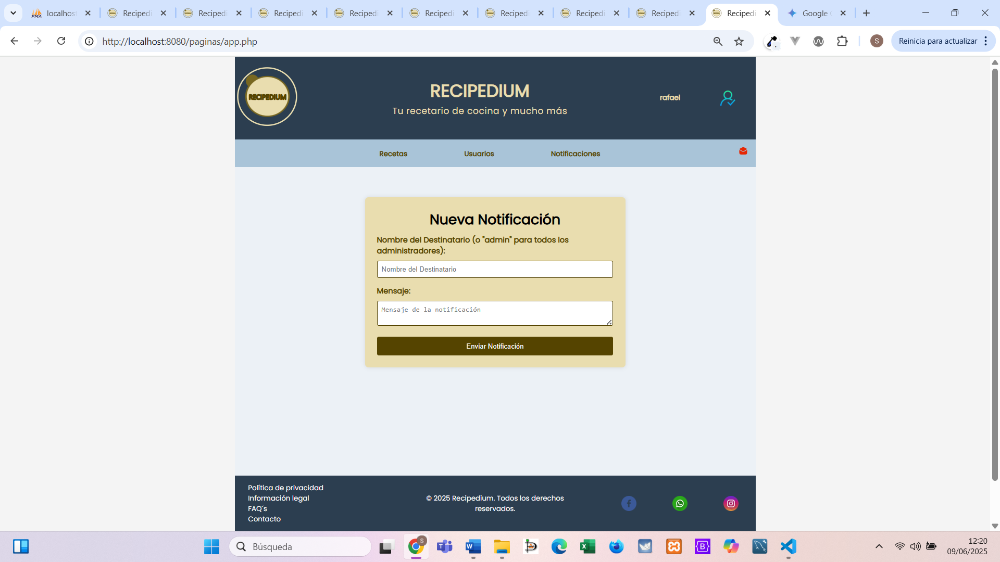 localhost
Recipedi
Recipedi
Recipedi
Recipedi
Recipedi
Recipedi
Recipedi
Recipedi
Recipedi
Google
http://localhost:8080/paginas/app.php
S
Reinicia para actualizar
RECIPEDIUM
RECIPEDIUM
Tu recetario de cocina y mucho más
rafael
Recetas
Usuarios
Notificaciones
Nueva Notificación
Nombre del Destinatario (o "admin" para todos los
administradores):
Nombre del Destinatario
Mensaje:
Mensaje de la notificación
Enviar Notificación
Política de privacidad
Información legal
FAQ´s
Contacto
© 2025 Recipedium. Todos los derechos
reservados.
Búsqueda
S
12:20
09/06/2025